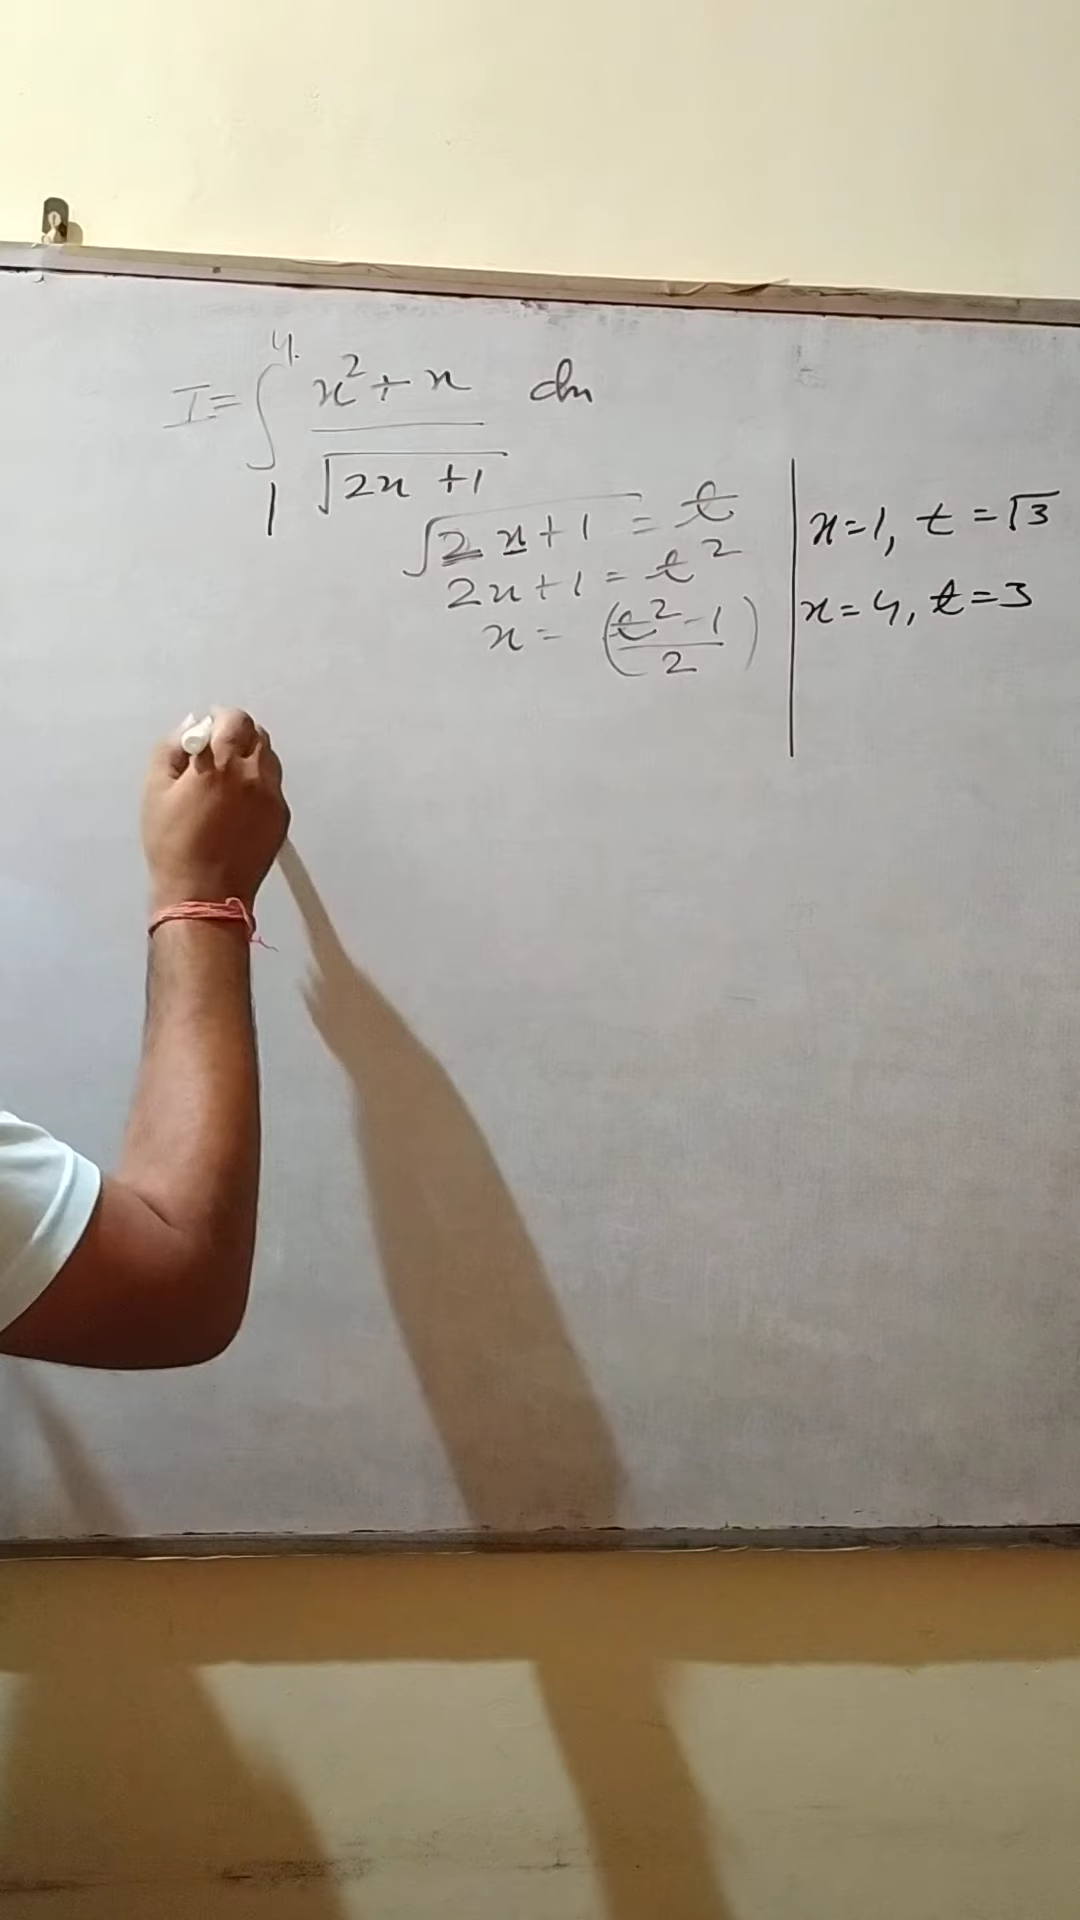 I = ∫₁⁴ (x² + x) / √(2x + 1) dx
√(2x + 1) = t
2x + 1 = t²
x = ((t² - 1) / 2)
x = 1, t = √3
x = 4, t = 3